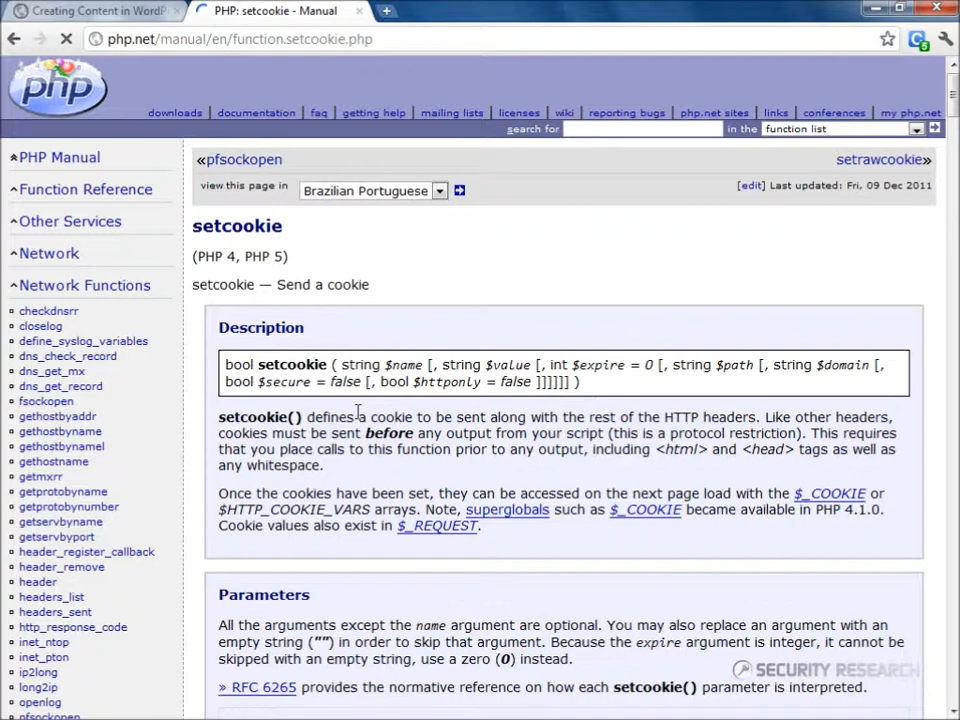 Creating Content in WordP
PHP: setcookie - Manual
php.net/manual/en/function.setcookie.php
php
downloads | documentation | faq | getting help | mailing lists | licenses | wiki | reporting bugs | php.net sites | links | conferences | my php.net
search for in the function list
PHP Manual
Function Reference
Other Services
Network
Network Functions
checkdnsrr
closelog
define_syslog_variables
dns_check_record
dns_get_mx
dns_get_record
fsockopen
gethostbyaddr
gethostbyname
gethostbynamel
gethostname
getmxrr
getprotobyname
getprotobynumber
getservbyname
getservbyport
header_register_callback
header_remove
header
headers_list
headers_sent
http_response_code
inet_ntop
inet_pton
ip2long
long2ip
openlog
pfsockopen
«pfsockopen
setrawcookie»
view this page in Brazilian Portuguese
[edit] Last updated: Fri, 09 Dec 2011
setcookie
(PHP 4, PHP 5)
setcookie — Send a cookie
Description
bool setcookie ( string $name [, string $value [, int $expire = 0 [, string $path [, string $domain [,
bool $secure = false [, bool $httponly = false ]]]]]] )
setcookie() defines a cookie to be sent along with the rest of the HTTP headers. Like other headers,
cookies must be sent before any output from your script (this is a protocol restriction). This requires
that you place calls to this function prior to any output, including <html> and <head> tags as well as
any whitespace.
Once the cookies have been set, they can be accessed on the next page load with the $_COOKIE or
$HTTP_COOKIE_VARS arrays. Note, superglobals such as $_COOKIE became available in PHP 4.1.0.
Cookie values also exist in $_REQUEST.
Parameters
All the arguments except the name argument are optional. You may also replace an argument with an
empty string ("") in order to skip that argument. Because the expire argument is integer, it cannot be
skipped with an empty string, use a zero (0) instead.
» RFC 6265 provides the normative reference on how each setcookie() parameter is interpreted.
SECURITY RESEARCH